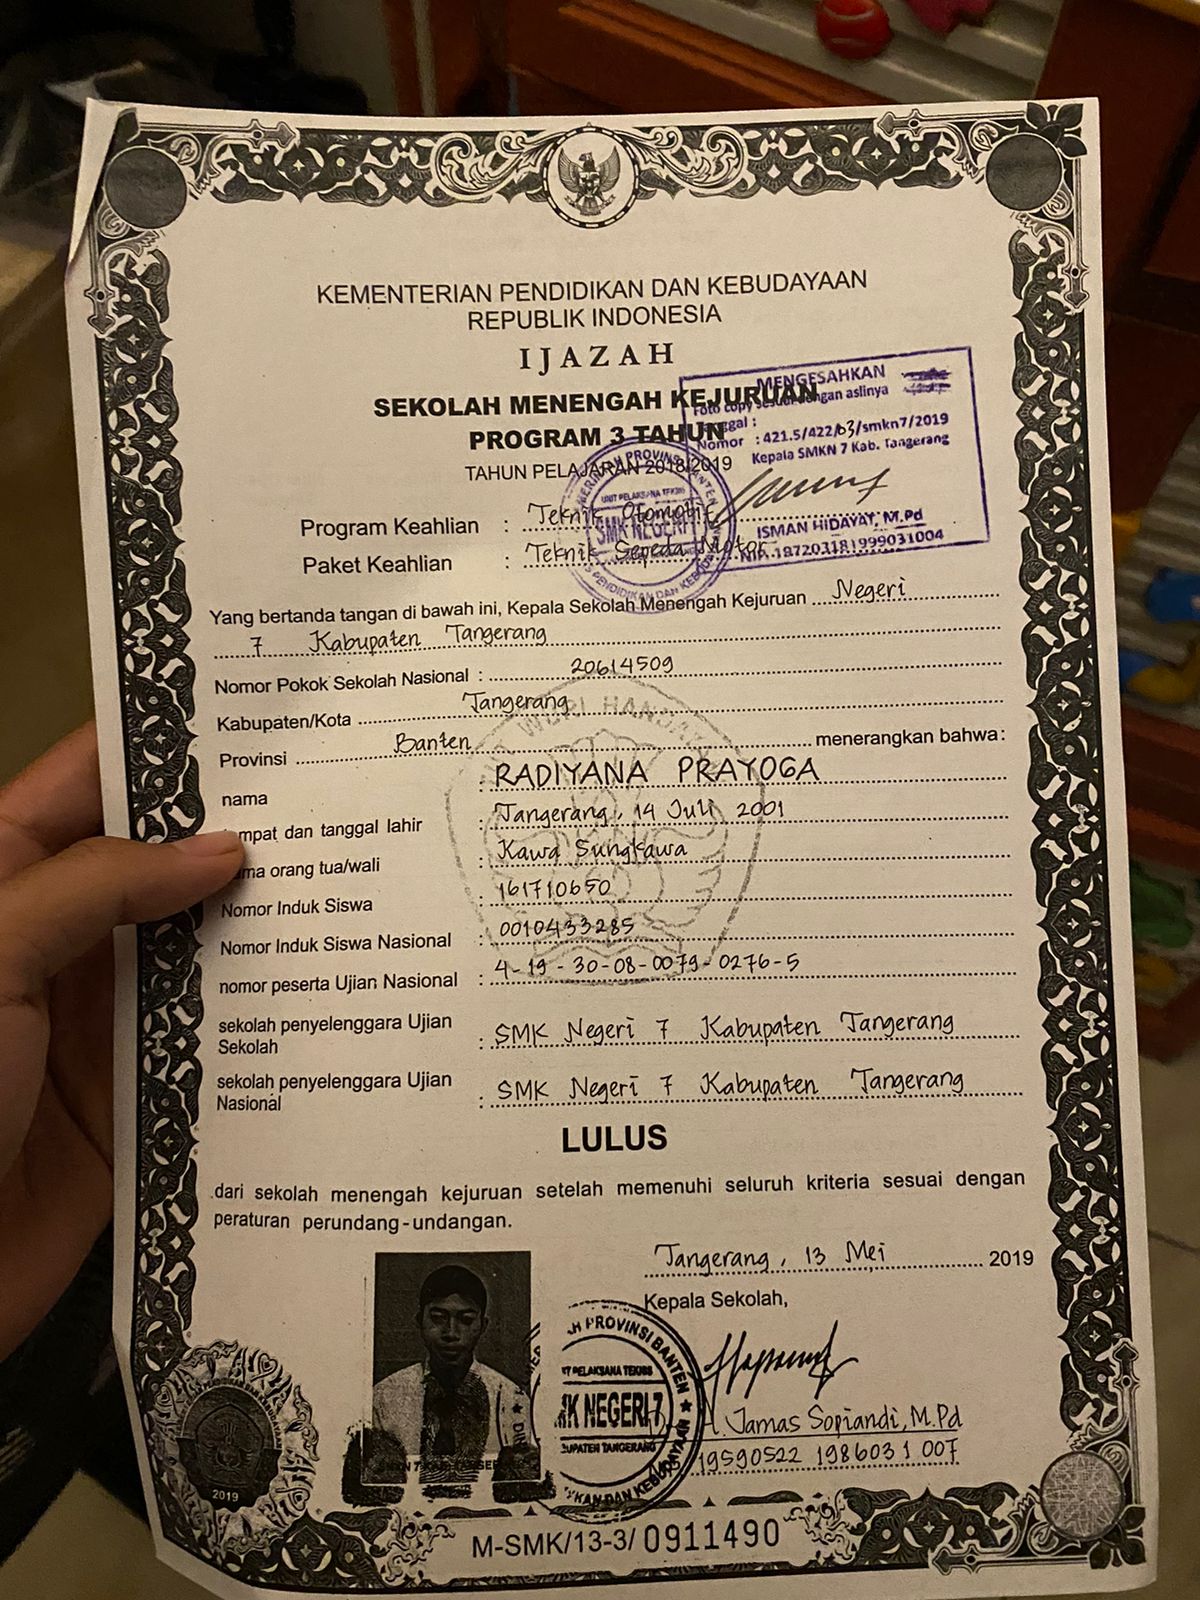 KEMENTERIAN PENDIDIKAN DAN KEBUDAYAAN
REPUBLIK INDONESIA
IJAZAH
SEKOLAH MENENGAH KEJURUAN
PROGRAM 3 TAHUN
TAHUN PELAJARAN 2018/2019
MENGESAHKAN
Foto copy sesuai dengan aslinya
Tanggal :
Nomor : 421.5/422/03/smkn7/2019
Kepala SMKN 7 Kab. Tangerang
ISMAN HIDAYAT, M.Pd
NIP. 197203181999031004
Program Keahlian : Teknik Otomotif
Paket Keahlian : Teknik Sepeda Motor
Yang bertanda tangan di bawah ini, Kepala Sekolah Menengah Kejuruan Negeri
7 Kabupaten Tangerang
Nomor Pokok Sekolah Nasional : 20614509
Kabupaten/Kota Tangerang
Provinsi Banten menerangkan bahwa:
nama : RADIYANA PRAYOGA
tempat dan tanggal lahir : Tangerang, 14 Juli 2001
nama orang tua/wali : Kawa Sungkawa
Nomor Induk Siswa : 161710650
Nomor Induk Siswa Nasional : 0010433285
nomor peserta Ujian Nasional : 4-19-30-08-0079-0276-5
sekolah penyelenggara Ujian
Sekolah : SMK Negeri 7 Kabupaten Tangerang
sekolah penyelenggara Ujian
Nasional : SMK Negeri 7 Kabupaten Tangerang
LULUS
dari sekolah menengah kejuruan setelah memenuhi seluruh kriteria sesuai dengan
peraturan perundang-undangan.
Tangerang, 13 Mei 2019
Kepala Sekolah,
PROVINSI BANTEN
UNIT PELAKSANA TEKNIS
SMK NEGERI 7
KABUPATEN TANGERANG
H. Jamas Sopiandi, M.Pd
19590522 198603 1 007
2019
M-SMK/13-3/0911490